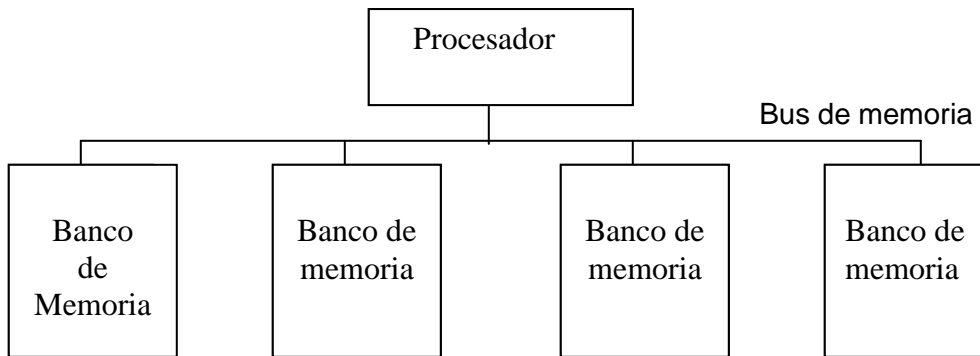 Procesador
Bus de memoria
Banco
de
Memoria
Banco de
memoria
Banco de
memoria
Banco de
memoria